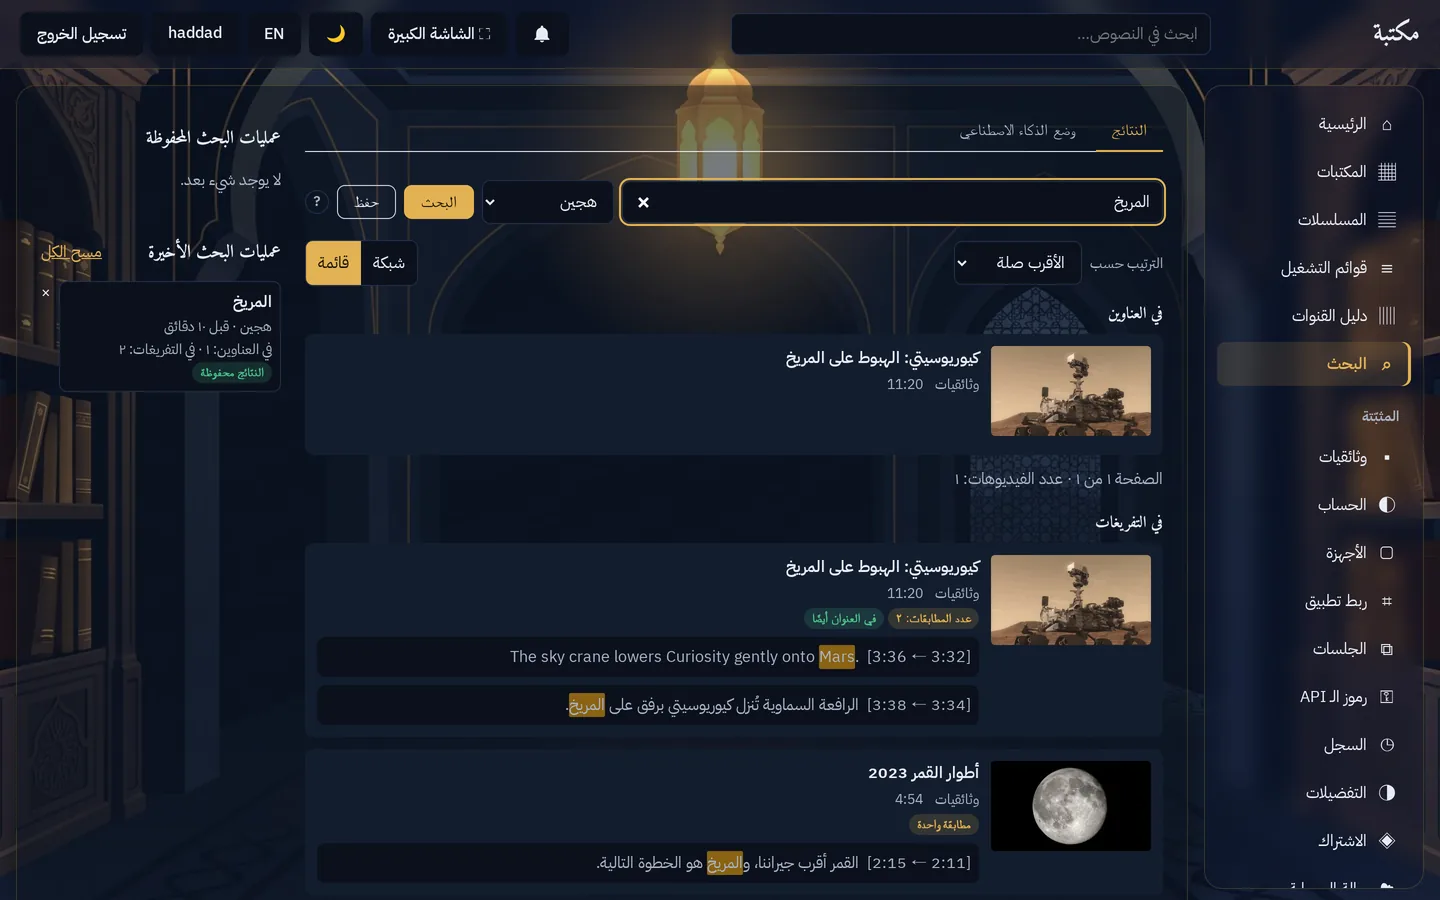 مكتبة
ابحث في النصوص...
الشاشة الكبيرة
EN
haddad
تسجيل الخروج
الرئيسية
المكتبات
المسلسلات
قوائم التشغيل
دليل القنوات
البحث
المثبّتة
وثائقيات
الحساب
الأجهزة
ربط تطبيق
الجلسات
رموز الـ API
السجل
التفضيلات
الاشتراك
النتائج
وضع الذكاء الاصطناعي
المريخ
هجين
البحث
حفظ
?
الترتيب حسب
الأقرب صلة
شبكة
قائمة
في العناوين
كيوريوسيتي: الهبوط على المريخ
وثائقيات 11:20
الصفحة ١ من ١ · عدد الفيديوهات: ١
في التفريغات
كيوريوسيتي: الهبوط على المريخ
وثائقيات 11:20
عدد المطابقات: ٢
في العنوان أيضًا
[3:32 ← 3:36] The sky crane lowers Curiosity gently onto Mars.
[3:34 ← 3:38] الرافعة السماوية تُنزل كيوريوسيتي برفق على المريخ.
أطوار القمر 2023
وثائقيات 4:54
مطابقة واحدة
[2:11 ← 2:15] القمر أقرب جيراننا، والمريخ هو الخطوة التالية.
عمليات البحث المحفوظة
لا يوجد شيء بعد.
عمليات البحث الأخيرة
مسح الكل
المريخ
هجين · قبل ١٠ دقائق
في العناوين: ١ · في التفريغات: ٢
النتائج محفوظة